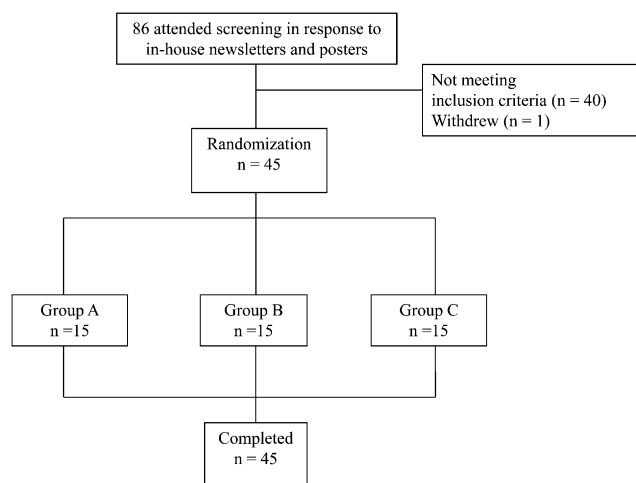 86 attended screening in response to
in-house newsletters and posters
Not meeting
inclusion criteria (n = 40)
Withdrew (n = 1)
Randomization
n = 45
Group A
n =15
Group B
n =15
Group C
n =15
Completed
n = 45